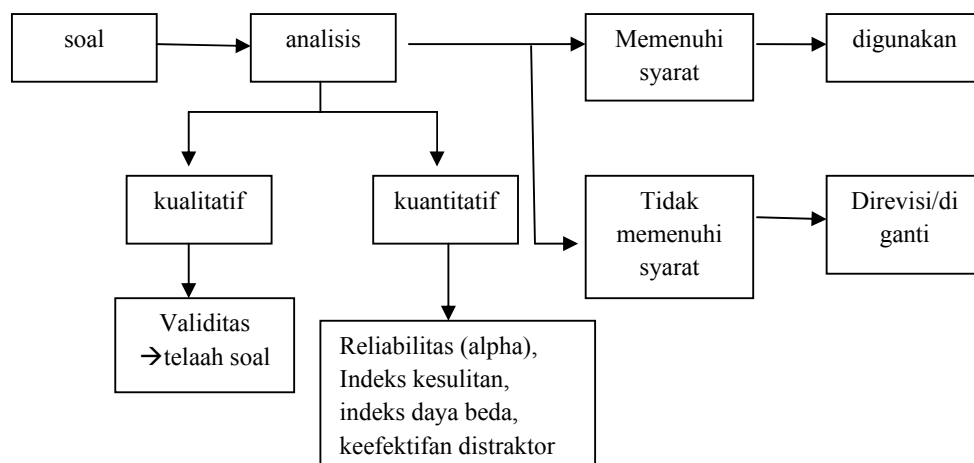 soal
analisis
Memenuhi
syarat
digunakan
kualitatif
kuantitatif
Tidak
memenuhi
syarat
Direvisi/di
ganti
Validitas
→telaah soal
Reliabilitas (alpha),
Indeks kesulitan,
indeks daya beda,
keefektifan distraktor